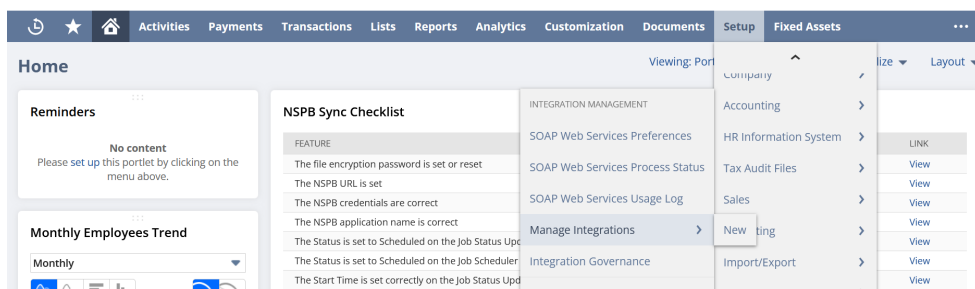 Activities Payments Transactions Lists Reports Analytics Customization Documents Setup Fixed Assets ...
Home
Viewing: Port
lize
Layout
Reminders
No content
Please set up this portlet by clicking on the
menu above.
Monthly Employees Trend
Monthly
NSPB Sync Checklist
FEATURE
LINK
The file encryption password is set or reset
View
The NSPB URL is set
View
The NSPB credentials are correct
View
The NSPB application name is correct
View
The Status is set to Scheduled on the Job Status Upd
View
The Status is set to Scheduled on the Job Scheduler
View
The Start Time is set correctly on the Job Status Upd
View
INTEGRATION MANAGEMENT
SOAP Web Services Preferences
SOAP Web Services Process Status
SOAP Web Services Usage Log
Manage Integrations
Integration Governance
Company
Accounting
HR Information System
Tax Audit Files
Sales
New
ting
Import/Export